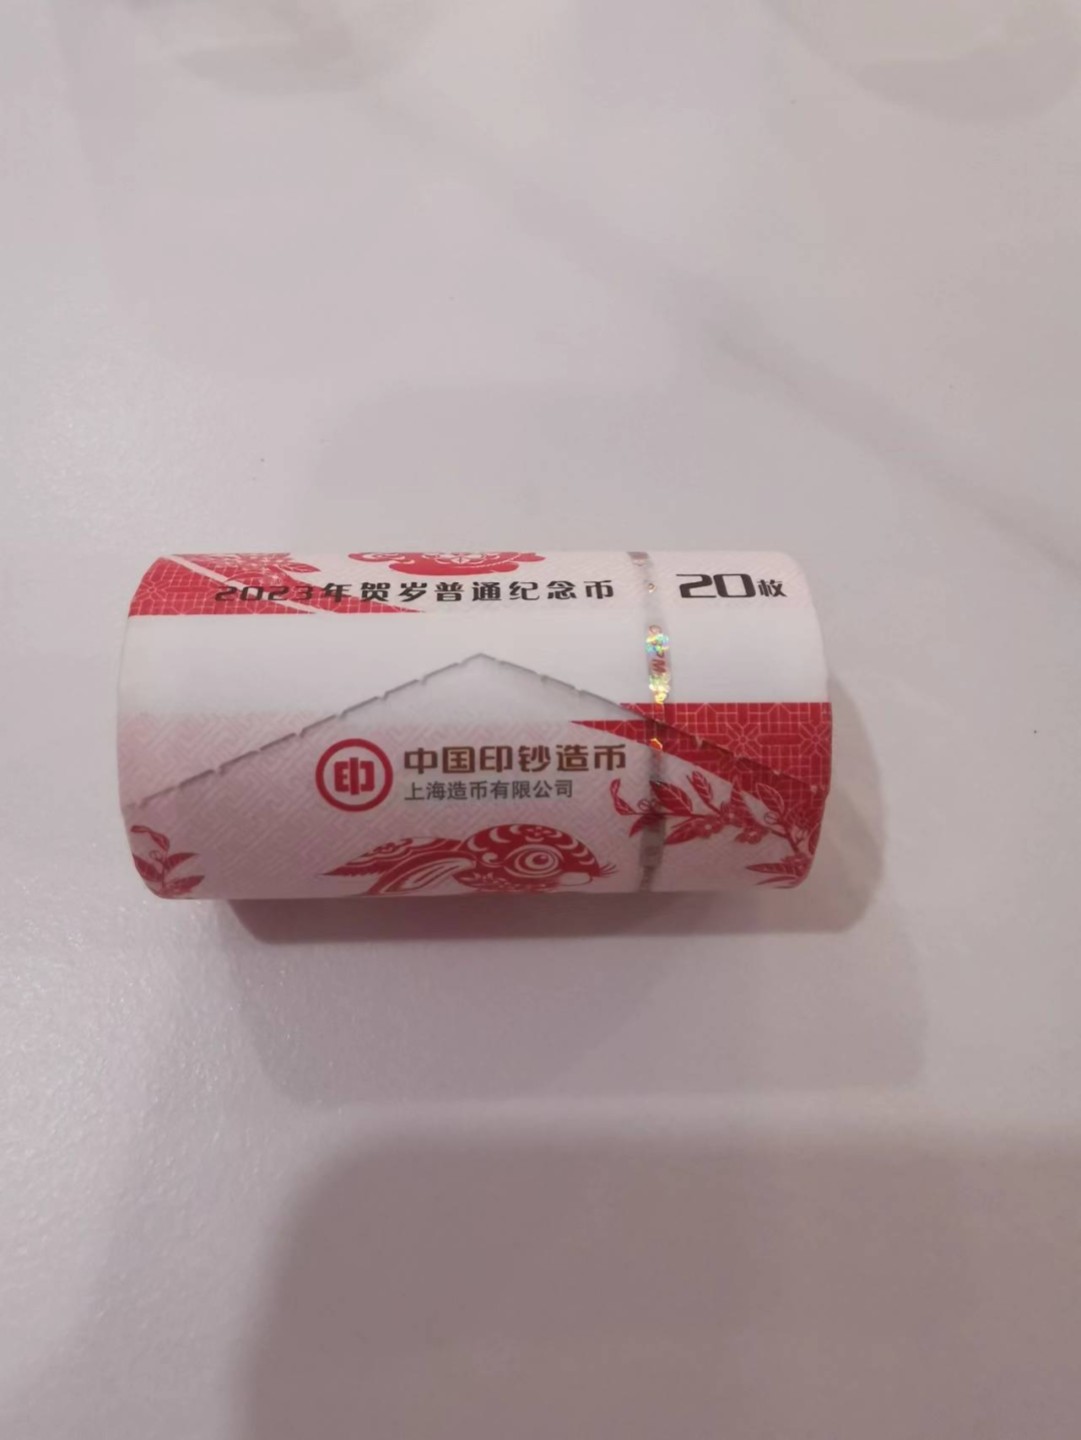 2023年贺岁普通纪念币 20枚
印 中国印钞造币
上海造币有限公司